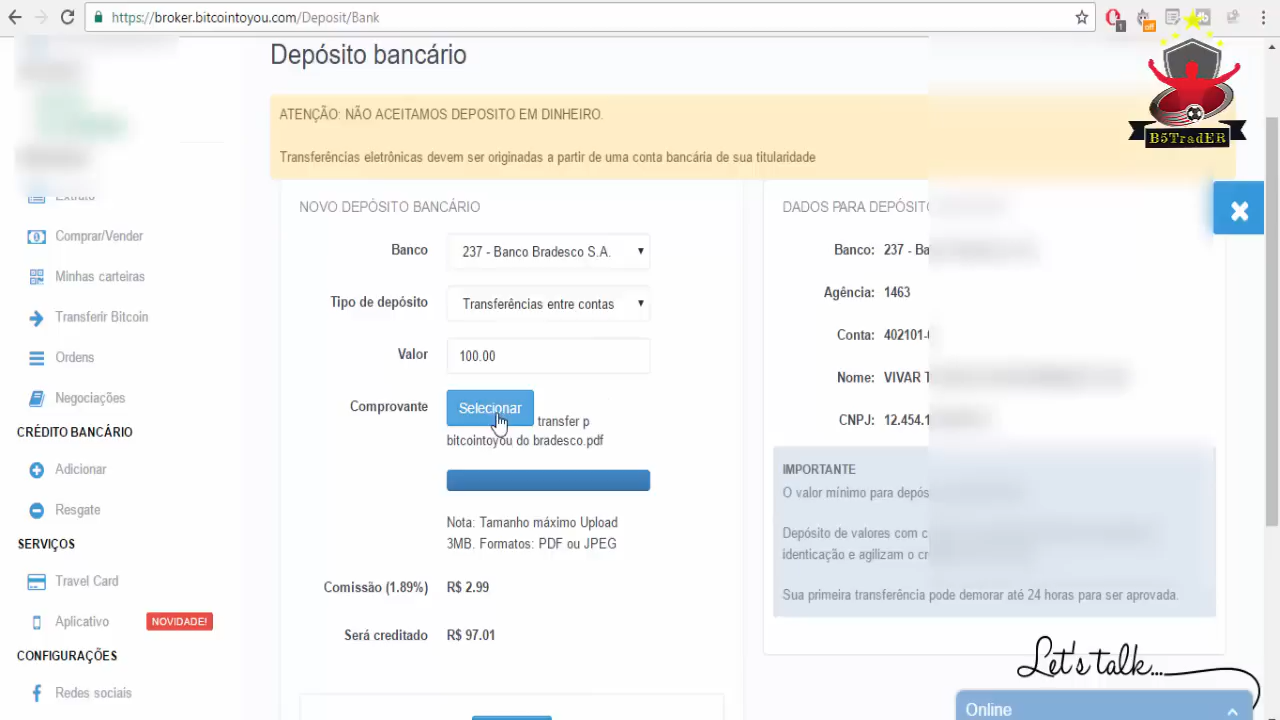 https://broker.bitcointoyou.com/Deposit/Bank
1
off
Depósito bancário
B5TradER
ATENÇÃO: NÃO ACEITAMOS DEPOSITO EM DINHEIRO.
Transferências eletrônicas devem ser originadas a partir de uma conta bancária de sua titularidade
Extrato
Comprar/Vender
Minhas carteiras
Transferir Bitcoin
Ordens
Negociações
CRÉDITO BANCÁRIO
Adicionar
Resgate
SERVIÇOS
Travel Card
Aplicativo NOVIDADE!
CONFIGURAÇÕES
Redes sociais
NOVO DEPÓSITO BANCÁRIO
Banco 237 - Banco Bradesco S.A.
Tipo de depósito Transferências entre contas
Valor 100.00
Comprovante Selecionar transfer p
bitcointoyou do bradesco.pdf
Nota: Tamanho máximo Upload
3MB. Formatos: PDF ou JPEG
Comissão (1.89%) R$ 2.99
Será creditado R$ 97.01
DADOS PARA DEPÓSITO
Banco: 237 - Ba
Agência: 1463
Conta: 402101-
Nome: VIVAR T
CNPJ: 12.454.1
IMPORTANTE
O valor mínimo para depós
Depósito de valores com c
identicação e agilizam o cr
Sua primeira transferência pode demorar até 24 horas para ser aprovada.
Let's talk...
Online